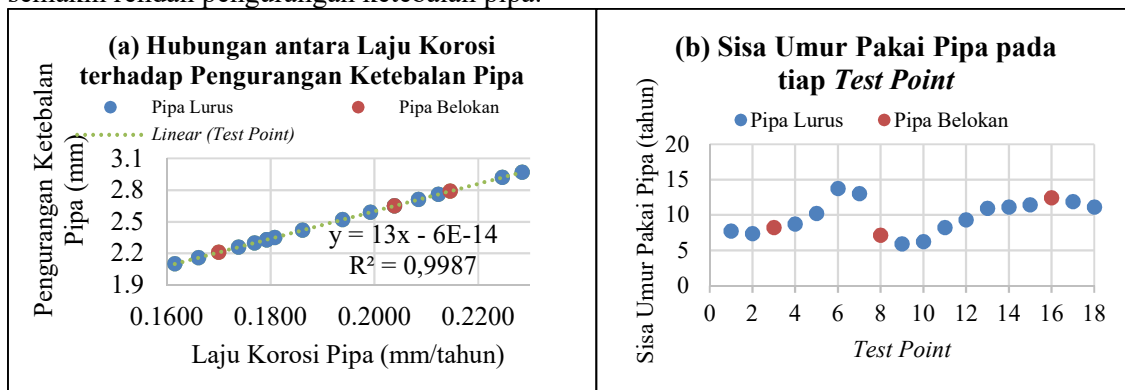 semakin rendah pengurangan ketebalan pipa.
(a) Hubungan antara Laju Korosi
terhadap Pengurangan Ketebalan Pipa
Pipa Lurus
Pipa Belokan
Linear (Test Point)
Pengurangan Ketebalan
Pipa (mm)
3.1
2.8
2.5
2.2
1.9
y = 13x - 6E-14
R² = 0,9987
0.1600 0.1800 0.2000 0.2200
Laju Korosi Pipa (mm/tahun)
(b) Sisa Umur Pakai Pipa pada
tiap Test Point
Pipa Lurus Pipa Belokan
Sisa Umur Pakai Pipa (tahun)
20
15
10
5
0
0 2 4 6 8 10 12 14 16 18
Test Point